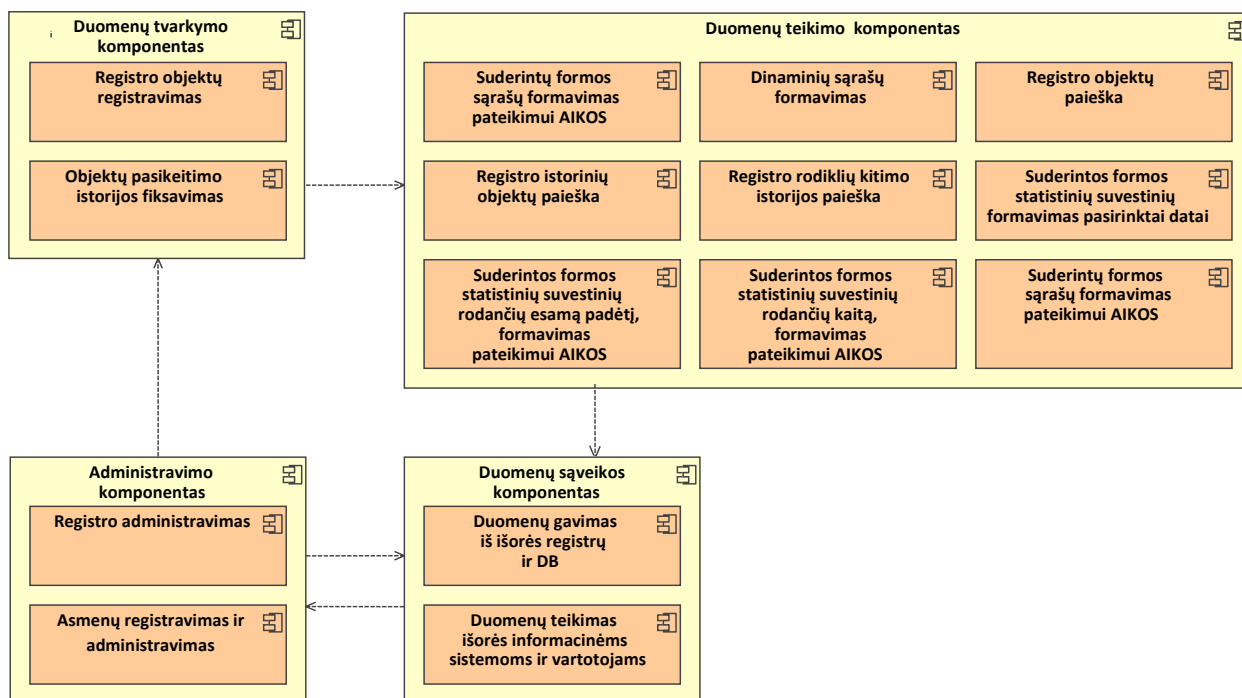 Duomenų tvarkymo
komponentas
i
Registro objektų
registravimas
Objektų pasikeitimo
istorijos fiksavimas
Duomenų teikimo komponentas
Suderintų formos
sąrašų formavimas
pateikimui AIKOS
Dinaminių sąrašų
formavimas
Registro objektų
paieška
Registro istorinių
objektų paieška
Registro rodiklių kitimo
istorijos paieška
Suderintos formos
statistinių suvestinių
formavimas pasirinktai datai
Suderintos formos
statistinių suvestinių
rodančių esamą padėtį,
formavimas
pateikimui AIKOS
Suderintos formos
statistinių suvestinių
rodančių kaitą,
formavimas
pateikimui AIKOS
Suderintų formos
sąrašų formavimas
pateikimui AIKOS
Administravimo
komponentas
Registro administravimas
Asmenų registravimas ir
administravimas
Duomenų sąveikos
komponentas
Duomenų gavimas
iš išorės registrų
ir DB
Duomenų teikimas
išorės informacinėms
sistemoms ir vartotojams